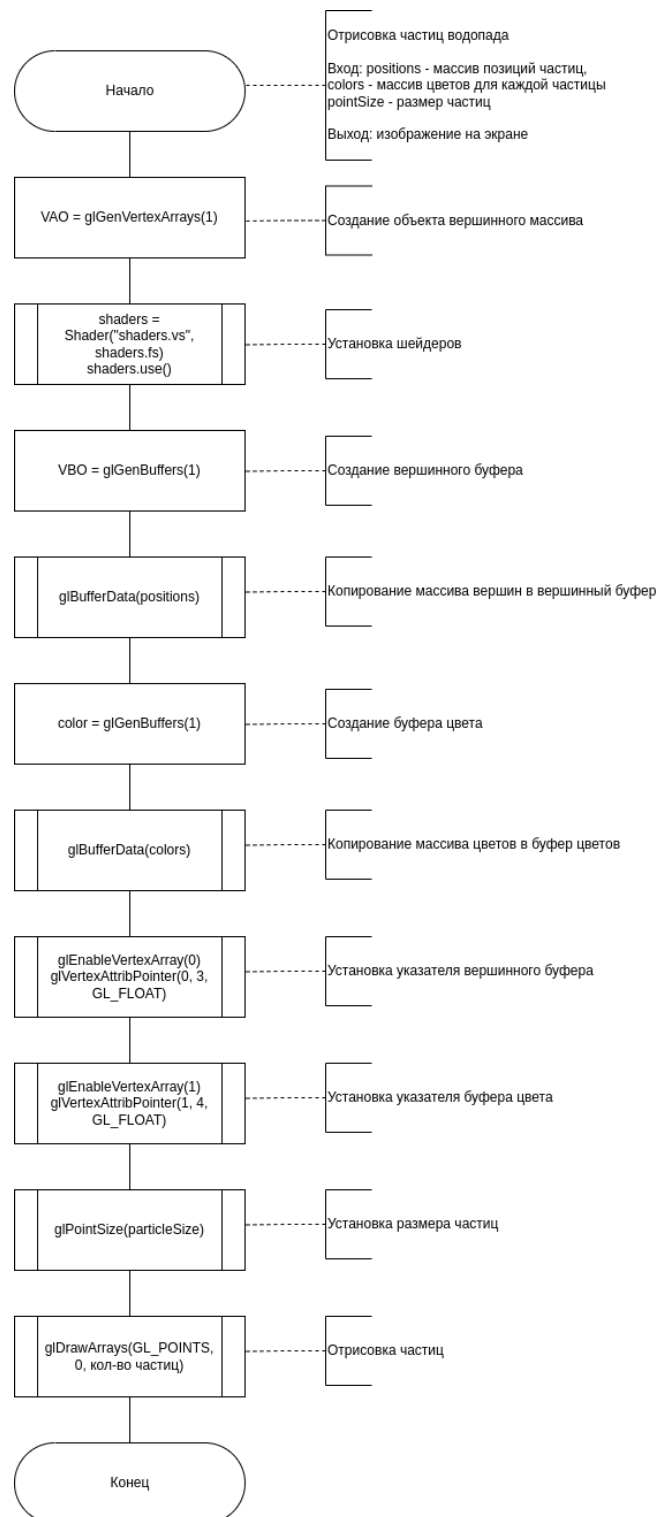 Начало
Отрисовка частиц водопада
Вход: positions - массив позиций частиц,
colors - массив цветов для каждой частицы
pointSize - размер частиц
Выход: изображение на экране
VAO = glGenVertexArrays(1)
Создание объекта вершинного массива
shaders =
Shader("shaders.vs",
shaders.fs)
shaders.use()
Установка шейдеров
VBO = glGenBuffers(1)
Создание вершинного буфера
glBufferData(positions)
Копирование массива вершин в вершинный буфер
color = glGenBuffers(1)
Создание буфера цвета
glBufferData(colors)
Копирование массива цветов в буфер цветов
glEnableVertexArray(0)
glVertexAttribPointer(0, 3,
GL_FLOAT)
Установка указателя вершинного буфера
glEnableVertexArray(1)
glVertexAttribPointer(1, 4,
GL_FLOAT)
Установка указателя буфера цвета
glPointSize(particleSize)
Установка размера частиц
glDrawArrays(GL_POINTS,
0, кол-во частиц)
Отрисовка частиц
Конец